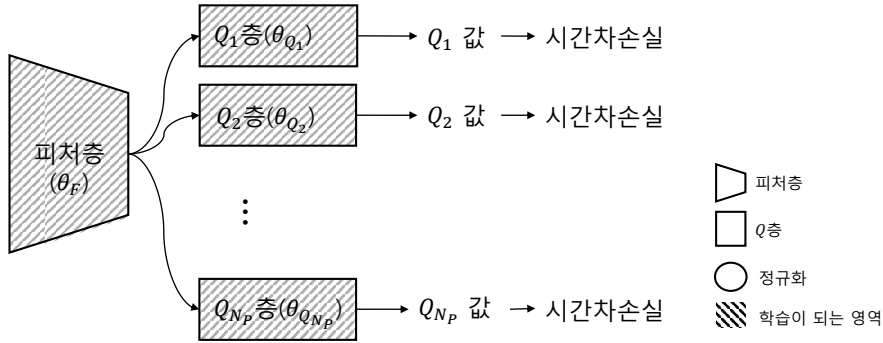 Q₁층(θ_{Q₁}) → Q₁ 값 → 시간차손실
Q₂층(θ_{Q₂}) → Q₂ 값 → 시간차손실
피처층
(θ_F)
⋮
Q_{N_P}층(θ_{Q_{N_P}}) → Q_{N_P} 값 → 시간차손실
피처층
Q층
정규화
학습이 되는 영역